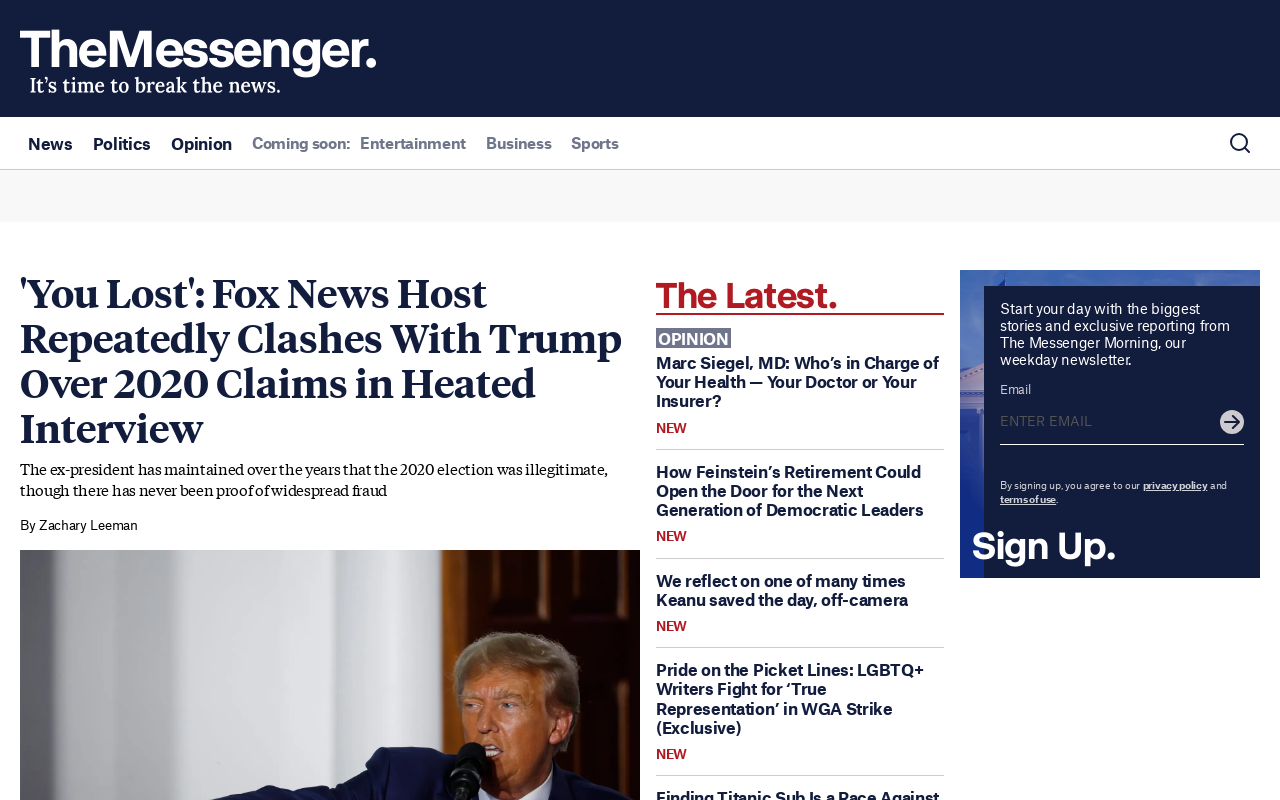 TheMessenger.
It's time to break the news.
News Politics Opinion Coming soon: Entertainment Business Sports
'You Lost': Fox News Host
Repeatedly Clashes With Trump
Over 2020 Claims in Heated
Interview
The ex-president has maintained over the years that the 2020 election was illegitimate,
though there has never been proof of widespread fraud
By Zachary Leeman
The Latest.
OPINION
Marc Siegel, MD: Who’s in Charge of
Your Health — Your Doctor or Your
Insurer?
NEW
How Feinstein’s Retirement Could
Open the Door for the Next
Generation of Democratic Leaders
NEW
We reflect on one of many times
Keanu saved the day, off-camera
NEW
Pride on the Picket Lines: LGBTQ+
Writers Fight for ‘True
Representation’ in WGA Strike
(Exclusive)
NEW
Finding Titanic Sub Is a Race Against
Start your day with the biggest
stories and exclusive reporting from
The Messenger Morning, our
weekday newsletter.
Email
ENTER EMAIL
By signing up, you agree to our privacy policy and
terms of use.
Sign Up.